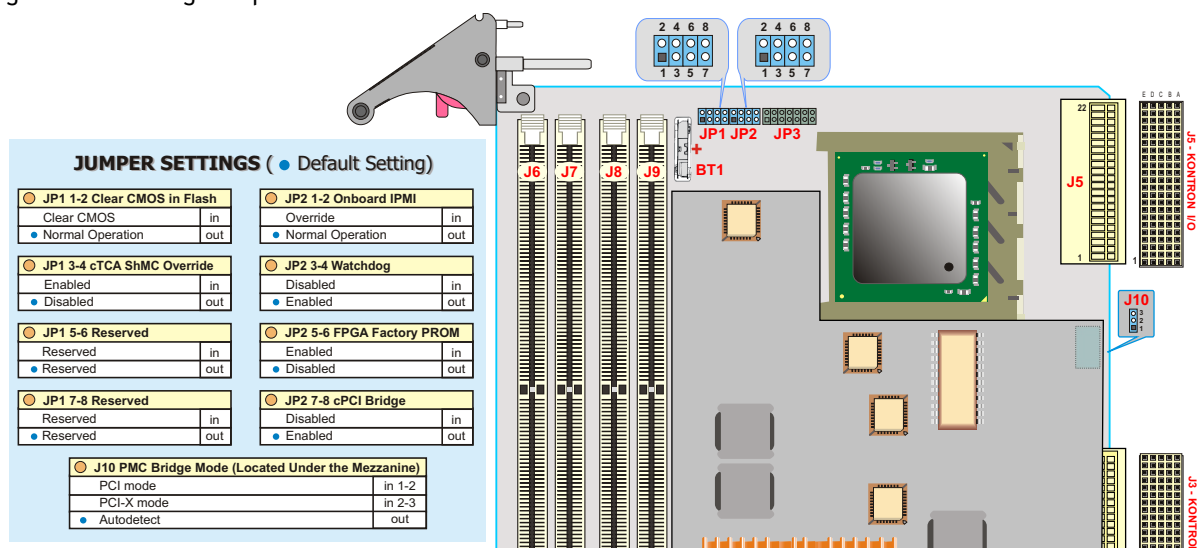 2 4 6 8
1 3 5 7
2 4 6 8
1 3 5 7
JP1 JP2 JP3
+
BT1
J6 J7 J8 J9
22
J5
1
E D C B A
J5 - KONTRON I/O
1
J10
3
2
1
JUMPER SETTINGS ( ● Default Setting)
JP1 1-2 Clear CMOS in Flash
Clear CMOS in
● Normal Operation out
JP2 1-2 Onboard IPMI
Override in
● Normal Operation out
JP1 3-4 cTCA ShMC Override
Enabled in
● Disabled out
JP2 3-4 Watchdog
Disabled in
● Enabled out
JP1 5-6 Reserved
Reserved in
● Reserved out
JP2 5-6 FPGA Factory PROM
Enabled in
● Disabled out
JP1 7-8 Reserved
Reserved in
● Reserved out
JP2 7-8 cPCI Bridge
Disabled in
● Enabled out
J10 PMC Bridge Mode (Located Under the Mezzanine)
PCI mode in 1-2
PCI-X mode in 2-3
● Autodetect out